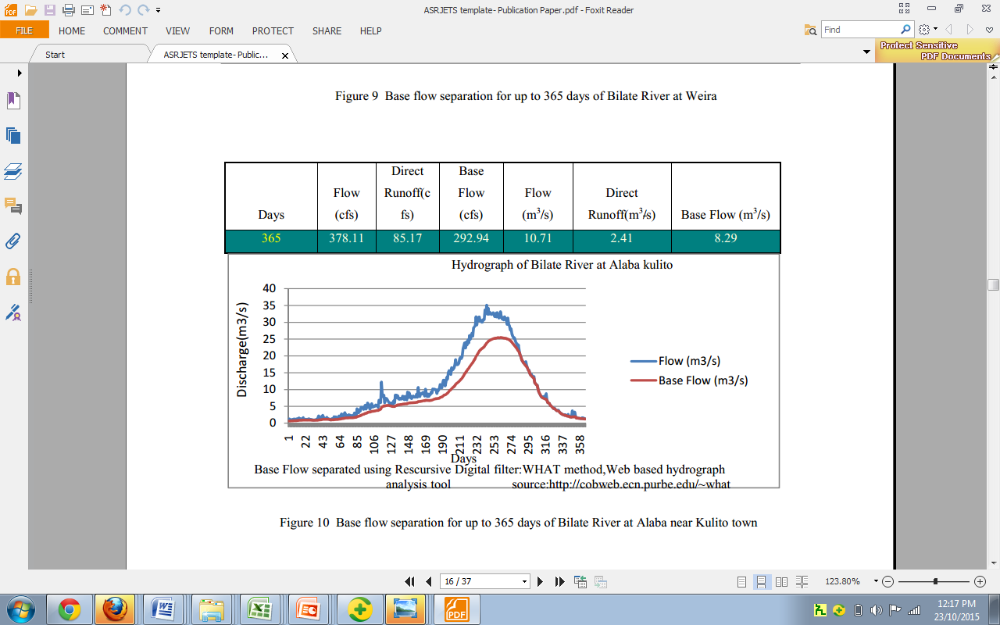 ASRJETS template- Publication Paper.pdf - Foxit Reader
FILE HOME COMMENT VIEW FORM PROTECT SHARE HELP
Find
Start
ASRJETS template- Public...
Protect Sensitive
PDF Documents
Figure 9 Base flow separation for up to 365 days of Bilate River at Weira
Days
Flow
(cfs)
Direct
Runoff(c
fs)
Base
Flow
(cfs)
Flow
(m³/s)
Direct
Runoff(m³/s)
Base Flow (m³/s)
365 378.11 85.17 292.94 10.71 2.41 8.29
Hydrograph of Bilate River at Alaba kulito
Discharge(m3/s)
40
35
30
25
20
15
10
5
0
1 22 43 64 85 106 127 148 169 190 211 232 253 274 295 316 337 358
Days
Flow (m3/s)
Base Flow (m3/s)
Base Flow separated using Rescursive Digital filter:WHAT method,Web based hydrograph
analysis tool source:http://cobweb.ecn.purbe.edu/~what
Figure 10 Base flow separation for up to 365 days of Bilate River at Alaba near Kulito town
16 / 37
123.80%
PDF
12:17 PM
23/10/2015